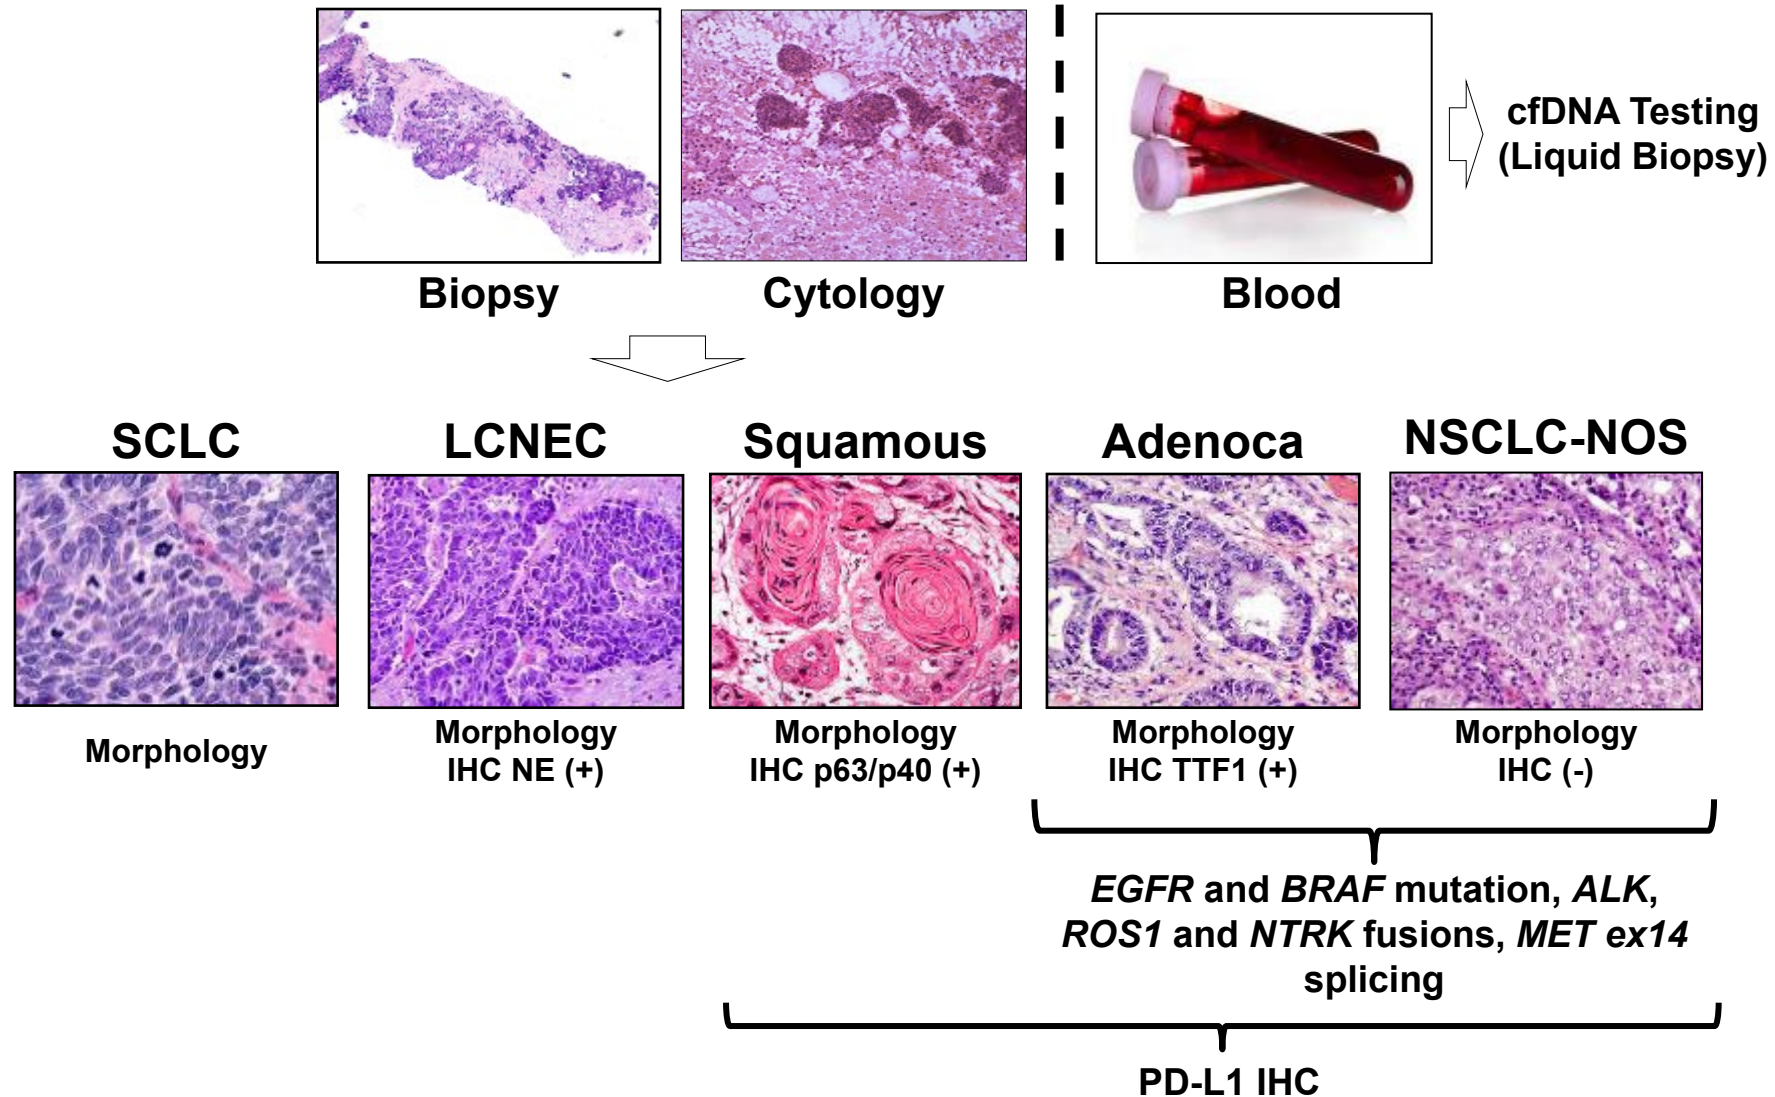 cfDNA Testing
(Liquid Biopsy)
Biopsy
Cytology
Blood
SCLC
LCNEC
Squamous
Adenoca
NSCLC-NOS
Morphology
Morphology
IHC NE (+)
Morphology
IHC p63/p40 (+)
Morphology
IHC TTF1 (+)
Morphology
IHC (-)
EGFR and BRAF mutation, ALK,
ROS1 and NTRK fusions, MET ex14
splicing
PD-L1 IHC